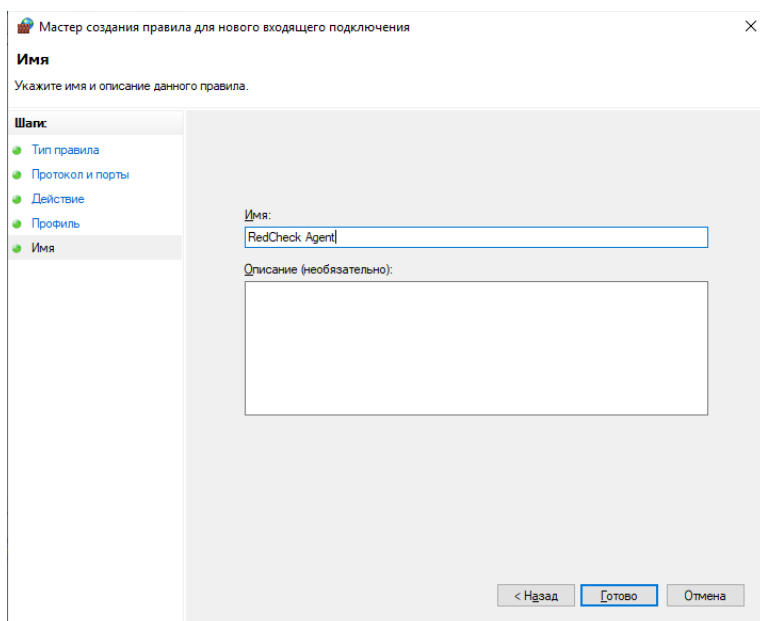 Мастер создания правила для нового входящего подключения
Имя
Укажите имя и описание данного правила.
Шаги:
Тип правила
Протокол и порты
Действие
Профиль
Имя
Имя:
RedCheck Agent
Описание (необязательно):
< Назад
Готово
Отмена